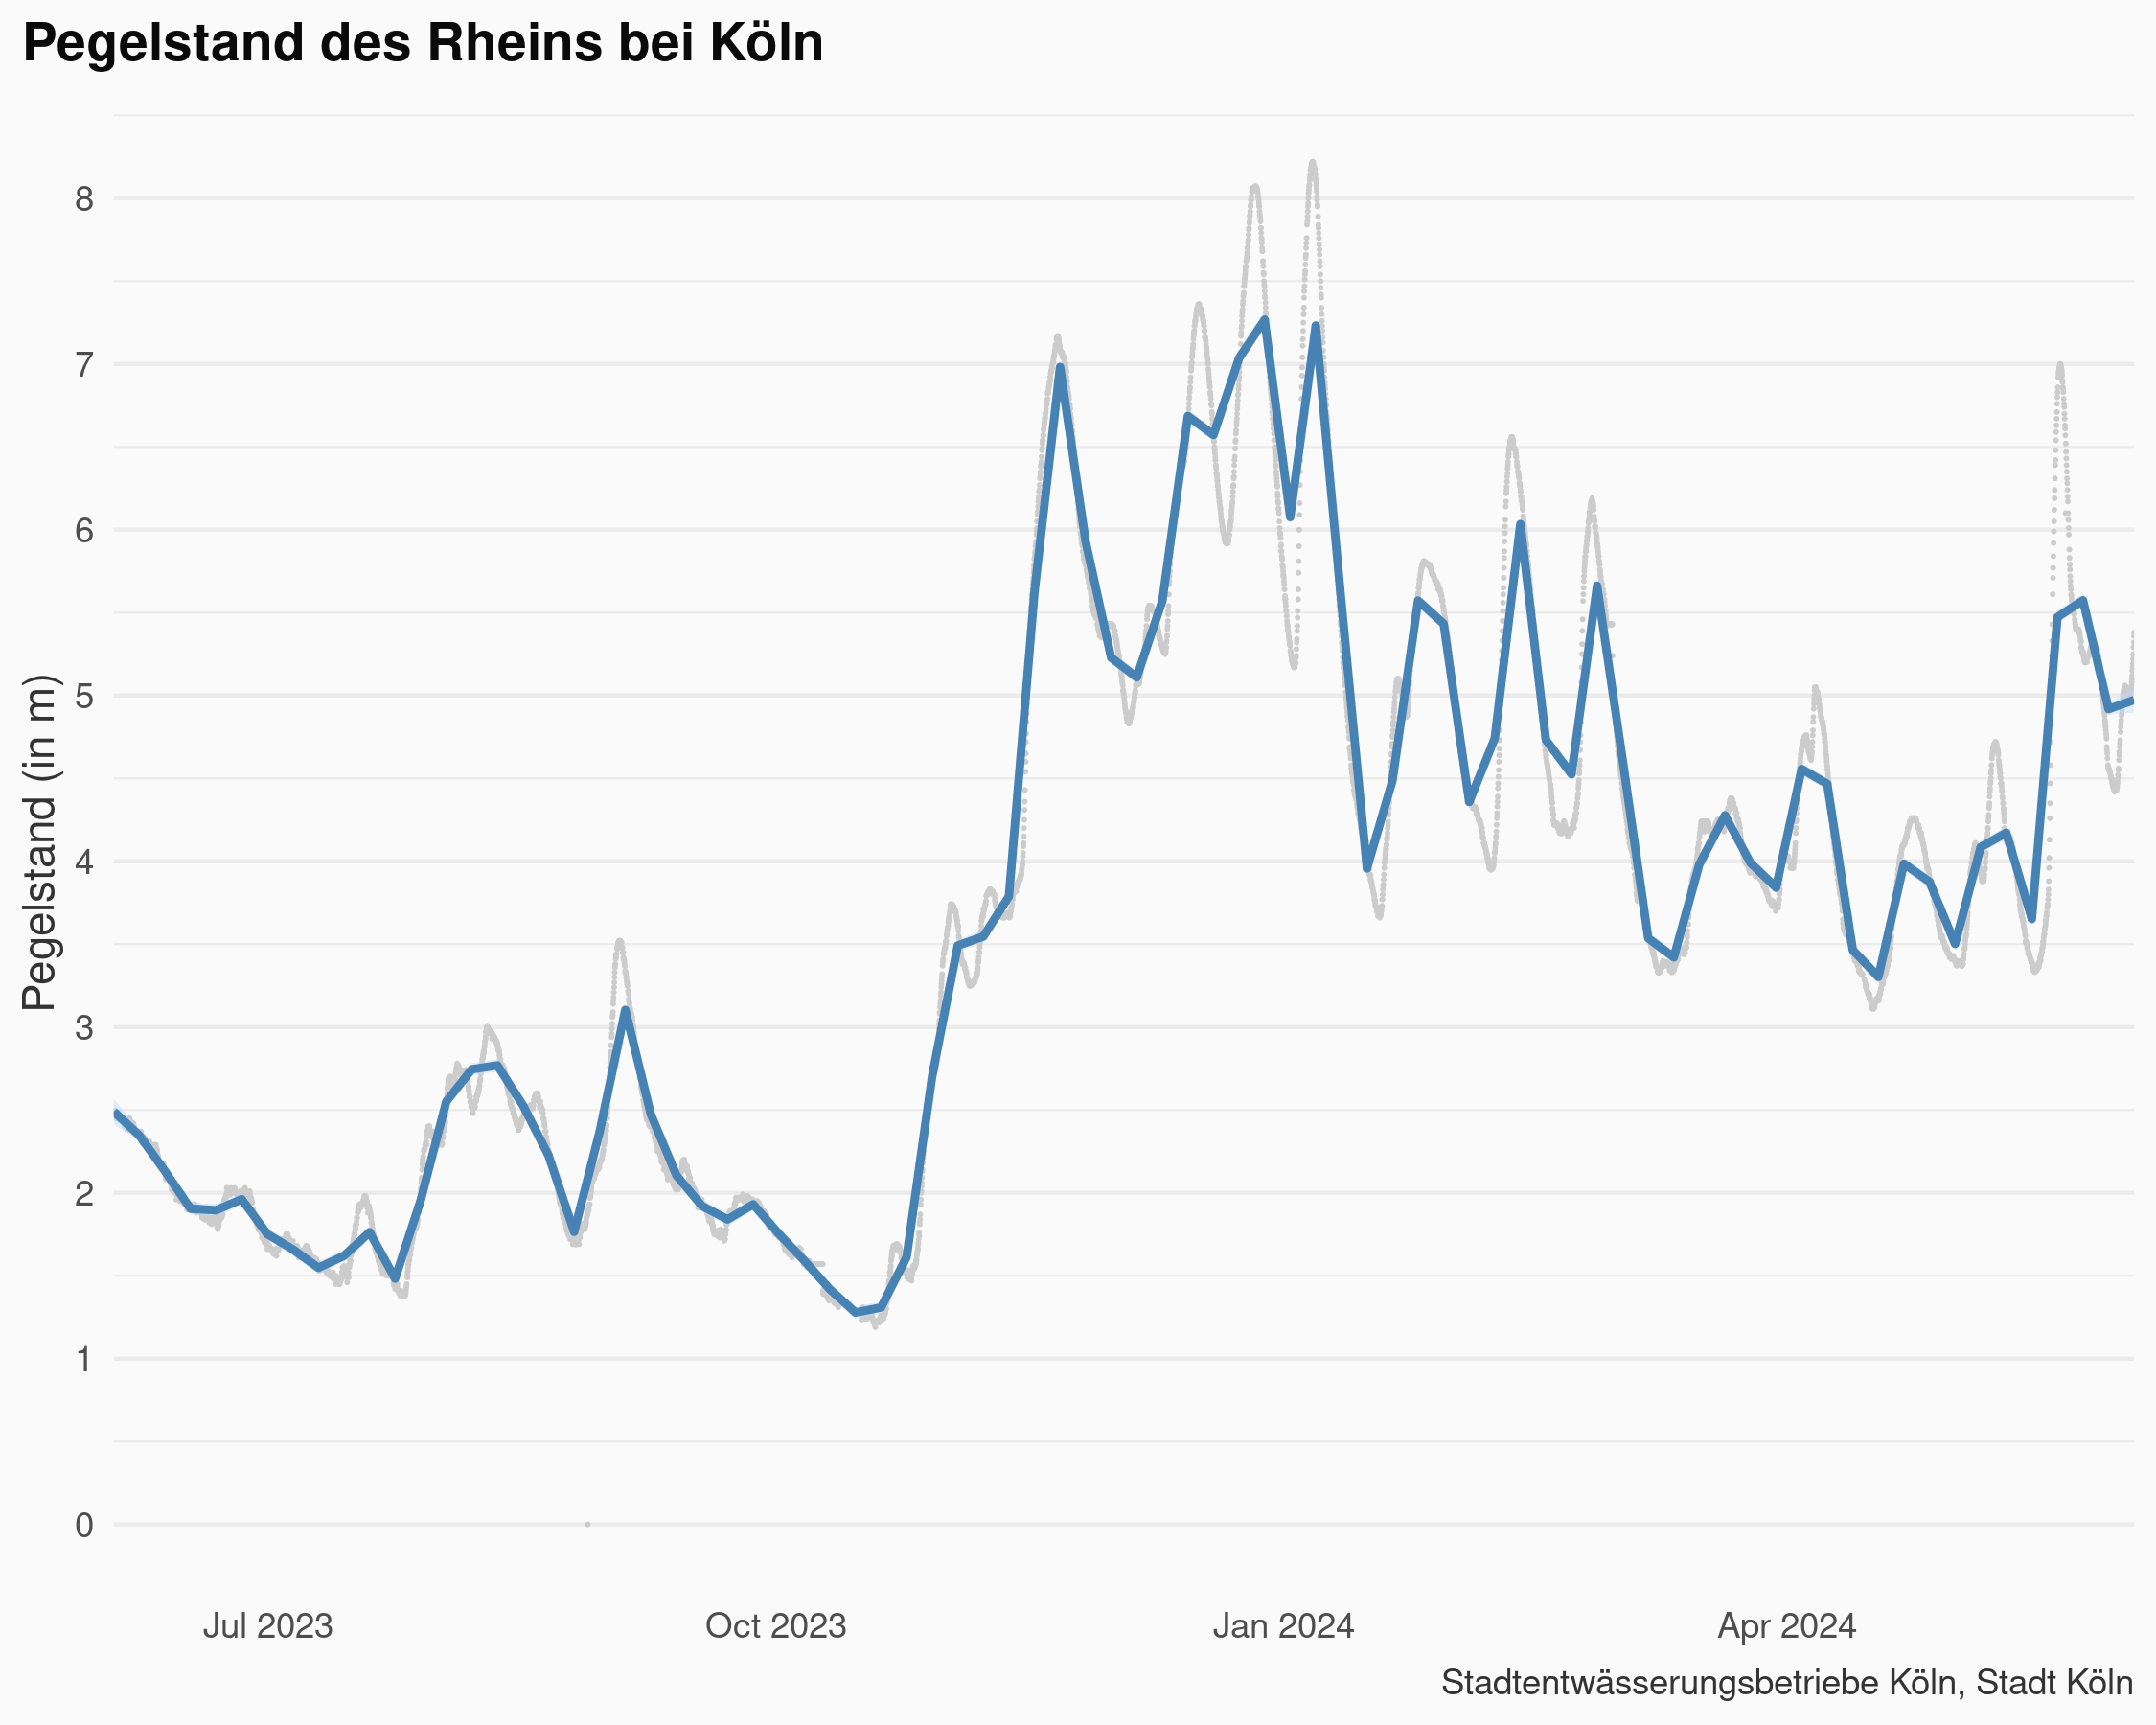 Pegelstand des Rheins bei Köln
Pegelstand (in m)
8
7
6
5
4
3
2
1
0
Jul 2023
Oct 2023
Jan 2024
Apr 2024
Stadtentwässerungsbetriebe Köln, Stadt Köln